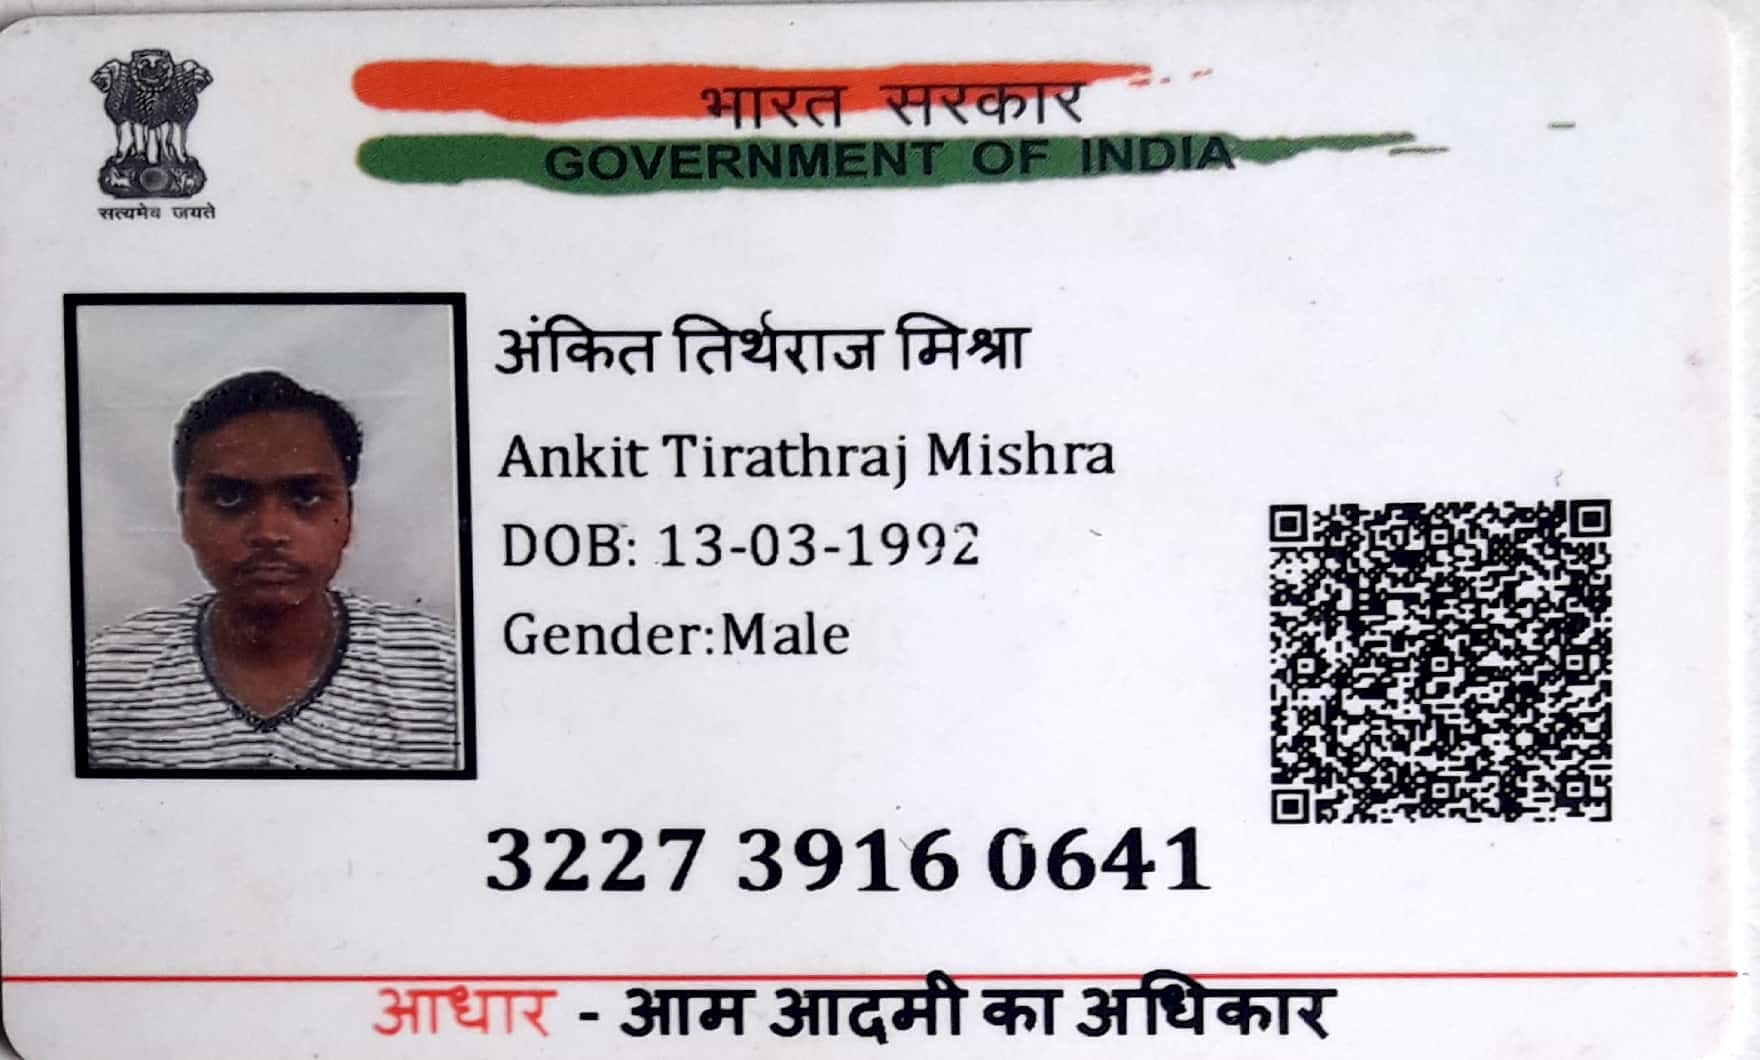 भारत सरकार
GOVERNMENT OF INDIA
सत्यमेव जयते
अंकित तिर्थराज मिश्रा
Ankit Tirathraj Mishra
DOB: 13-03-1992
Gender:Male
3227 3916 0641
आधार - आम आदमी का अधिकार